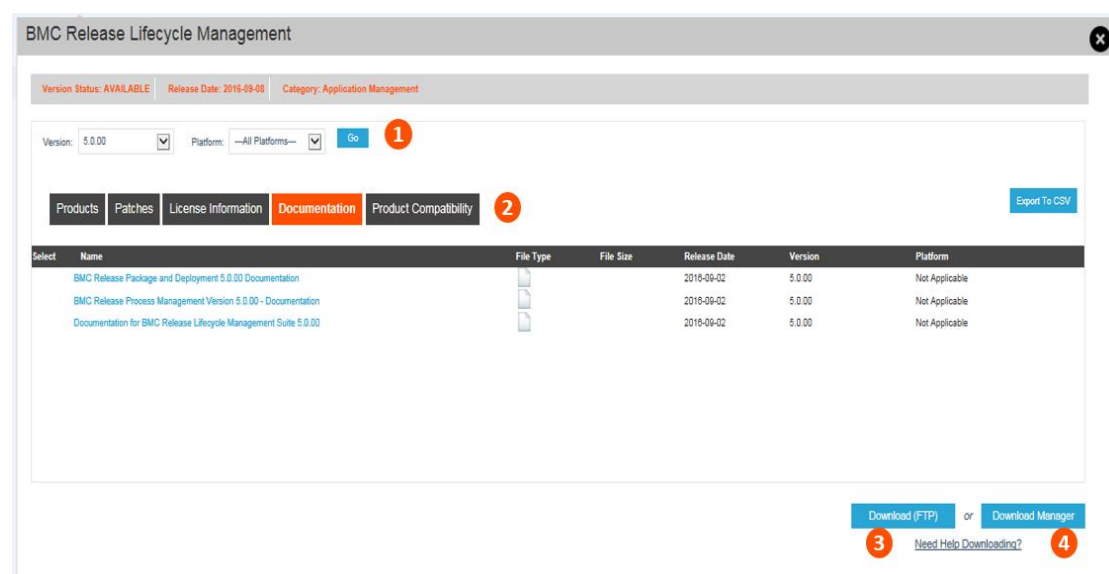 BMC Release Lifecycle Management
Version Status: AVAILABLE Release Date: 2016-09-08 Category: Application Management
Version: 5.0.00 Platform: ---All Platforms--- Go 1
Products Patches License Information Documentation Product Compatibility 2 Export To CSV
Select Name File Type File Size Release Date Version Platform
BMC Release Package and Deployment 5.0.00 Documentation 2016-09-02 5.0.00 Not Applicable
BMC Release Process Management Version 5.0.00 - Documentation 2016-09-02 5.0.00 Not Applicable
Documentation for BMC Release Lifecycle Management Suite 5.0.00 2016-09-02 5.0.00 Not Applicable
Download (FTP) or Download Manager
3 Need Help Downloading? 4